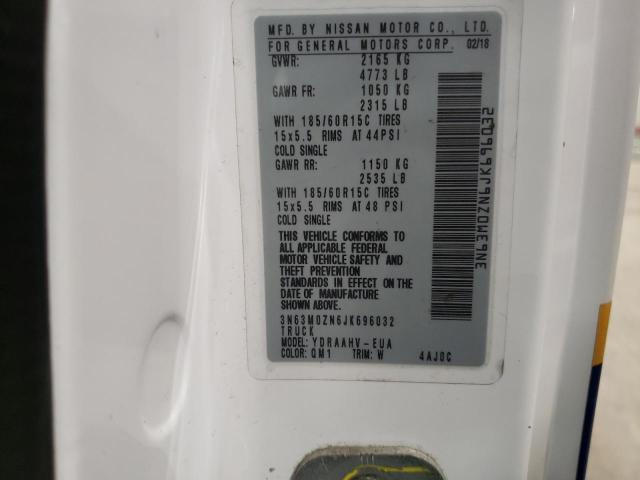 MFD. BY NISSAN MOTOR CO., LTD.
FOR GENERAL MOTORS CORP. 02/18
GVWR: 2165 KG
4773 LB
GAWR FR: 1050 KG
2315 LB
WITH 185/60R15C TIRES
15x5.5 RIMS AT 44PSI
COLD SINGLE
GAWR RR: 1150 KG
2535 LB
WITH 185/60R15C TIRES
15x5.5 RIMS AT 48 PSI
COLD SINGLE
THIS VEHICLE CONFORMS TO
ALL APPLICABLE FEDERAL
MOTOR VEHICLE SAFETY AND
THEFT PREVENTION
STANDARDS IN EFFECT ON THE
DATE OF MANUFACTURE
SHOWN ABOVE.
3N63M0ZN6JK696032
TRUCK
MODEL: YDRAAHV-EUA
COLOR: QM1 TRIM: W 4AJ0C
3N63M0ZN6JK696032